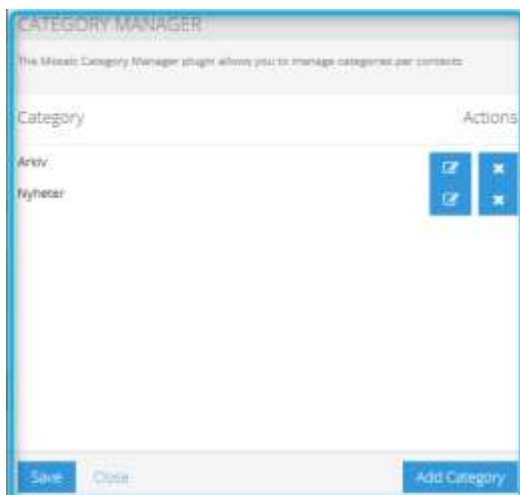 CATEGORY MANAGER
The Mosaic Category Manager plugin allows you to manage categories per contacts
Category Actions
Arkiv
Nyheter
Save Close Add Category